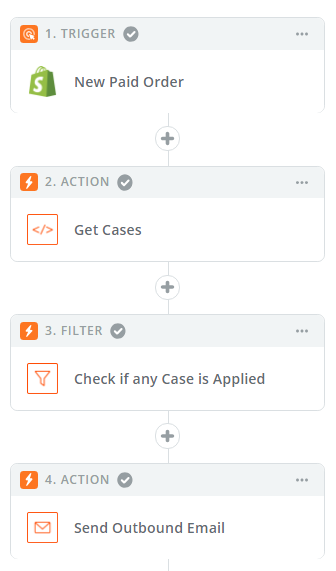 1. TRIGGER
New Paid Order
2. ACTION
</>
Get Cases
3. FILTER
Check if any Case is Applied
4. ACTION
Send Outbound Email